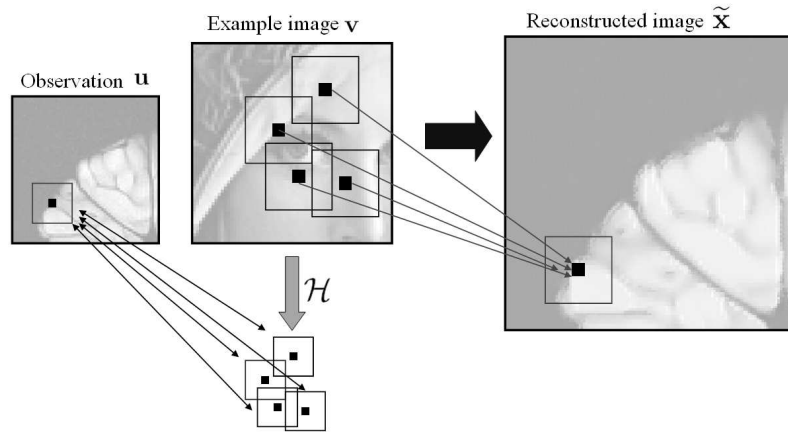 Example image v
Reconstructed image x̃
Observation u
ℋ